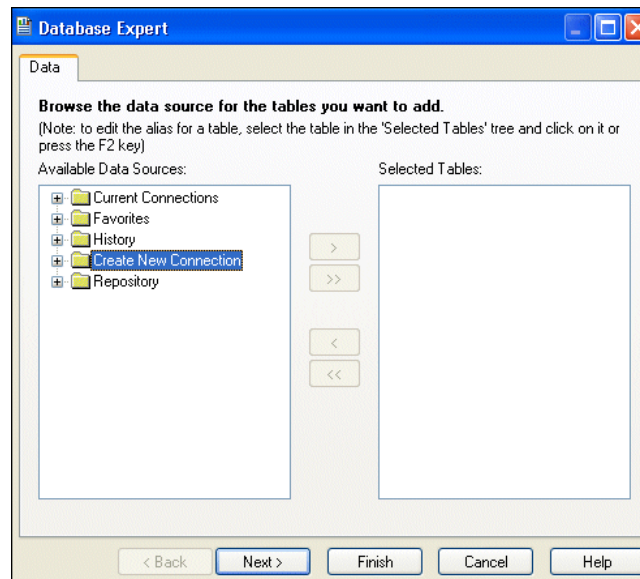 Database Expert
Data
Browse the data source for the tables you want to add.
(Note: to edit the alias for a table, select the table in the 'Selected Tables' tree and click on it or
press the F2 key)
Available Data Sources:
Selected Tables:
Current Connections
Favorites
History
Create New Connection
Repository
>
>>
<
<<
< Back
Next >
Finish
Cancel
Help